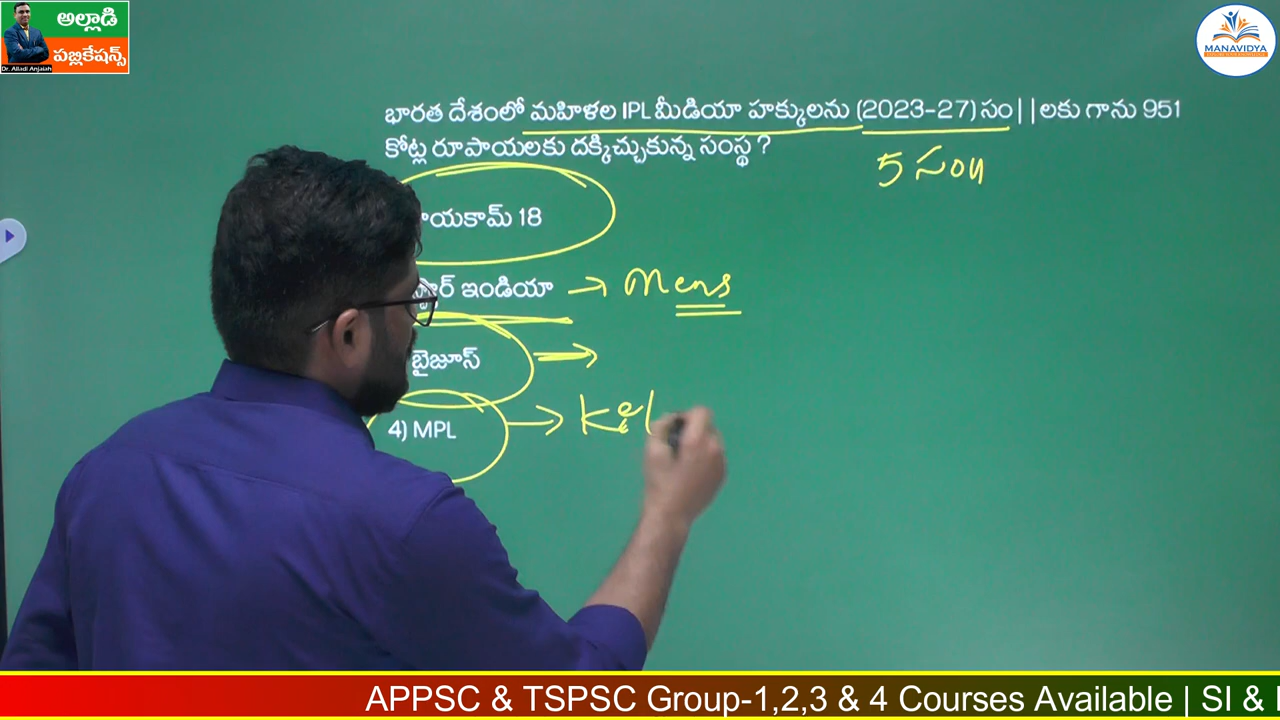 అల్లాడి
పబ్లికేషన్స్
Dr. Alladi Anjaiah
MANAVIDYA
భారత దేశంలో మహిళల IPL మీడియా హక్కులను (2023-27) సం||లకు గాను 951
కోట్ల రూపాయలకు దక్కిచ్చుకున్న సంస్థ ?
5 సం॥
18
ఇండియా → Mens
బైజూస్ →
4) MPL →
APPSC & TSPSC Group-1,2,3 & 4 Courses Available | SI &